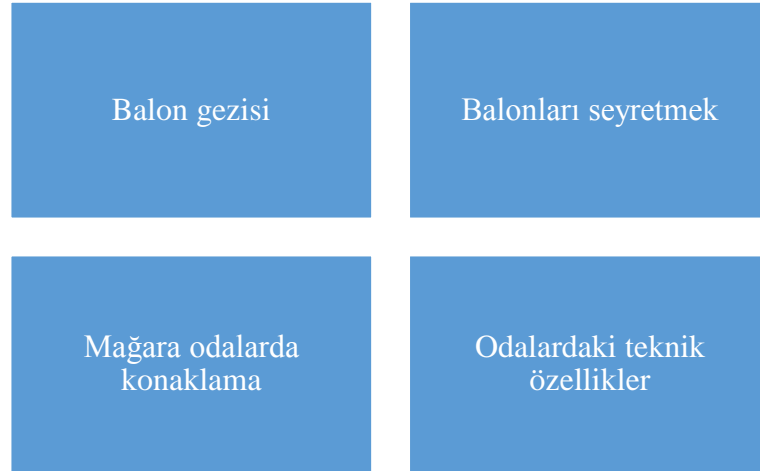 Balon gezisi
Balonları seyretmek
Mağara odalarda
konaklama
Odalardaki teknik
özellikler